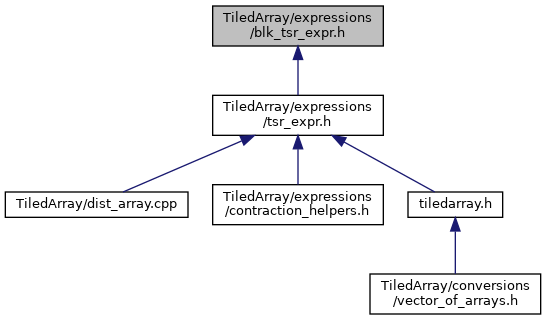 TiledArray/expressions
/blk_tsr_expr.h
TiledArray/expressions
/tsr_expr.h
TiledArray/dist_array.cpp
TiledArray/expressions
/contraction_helpers.h
tiledarray.h
TiledArray/conversions
/vector_of_arrays.h